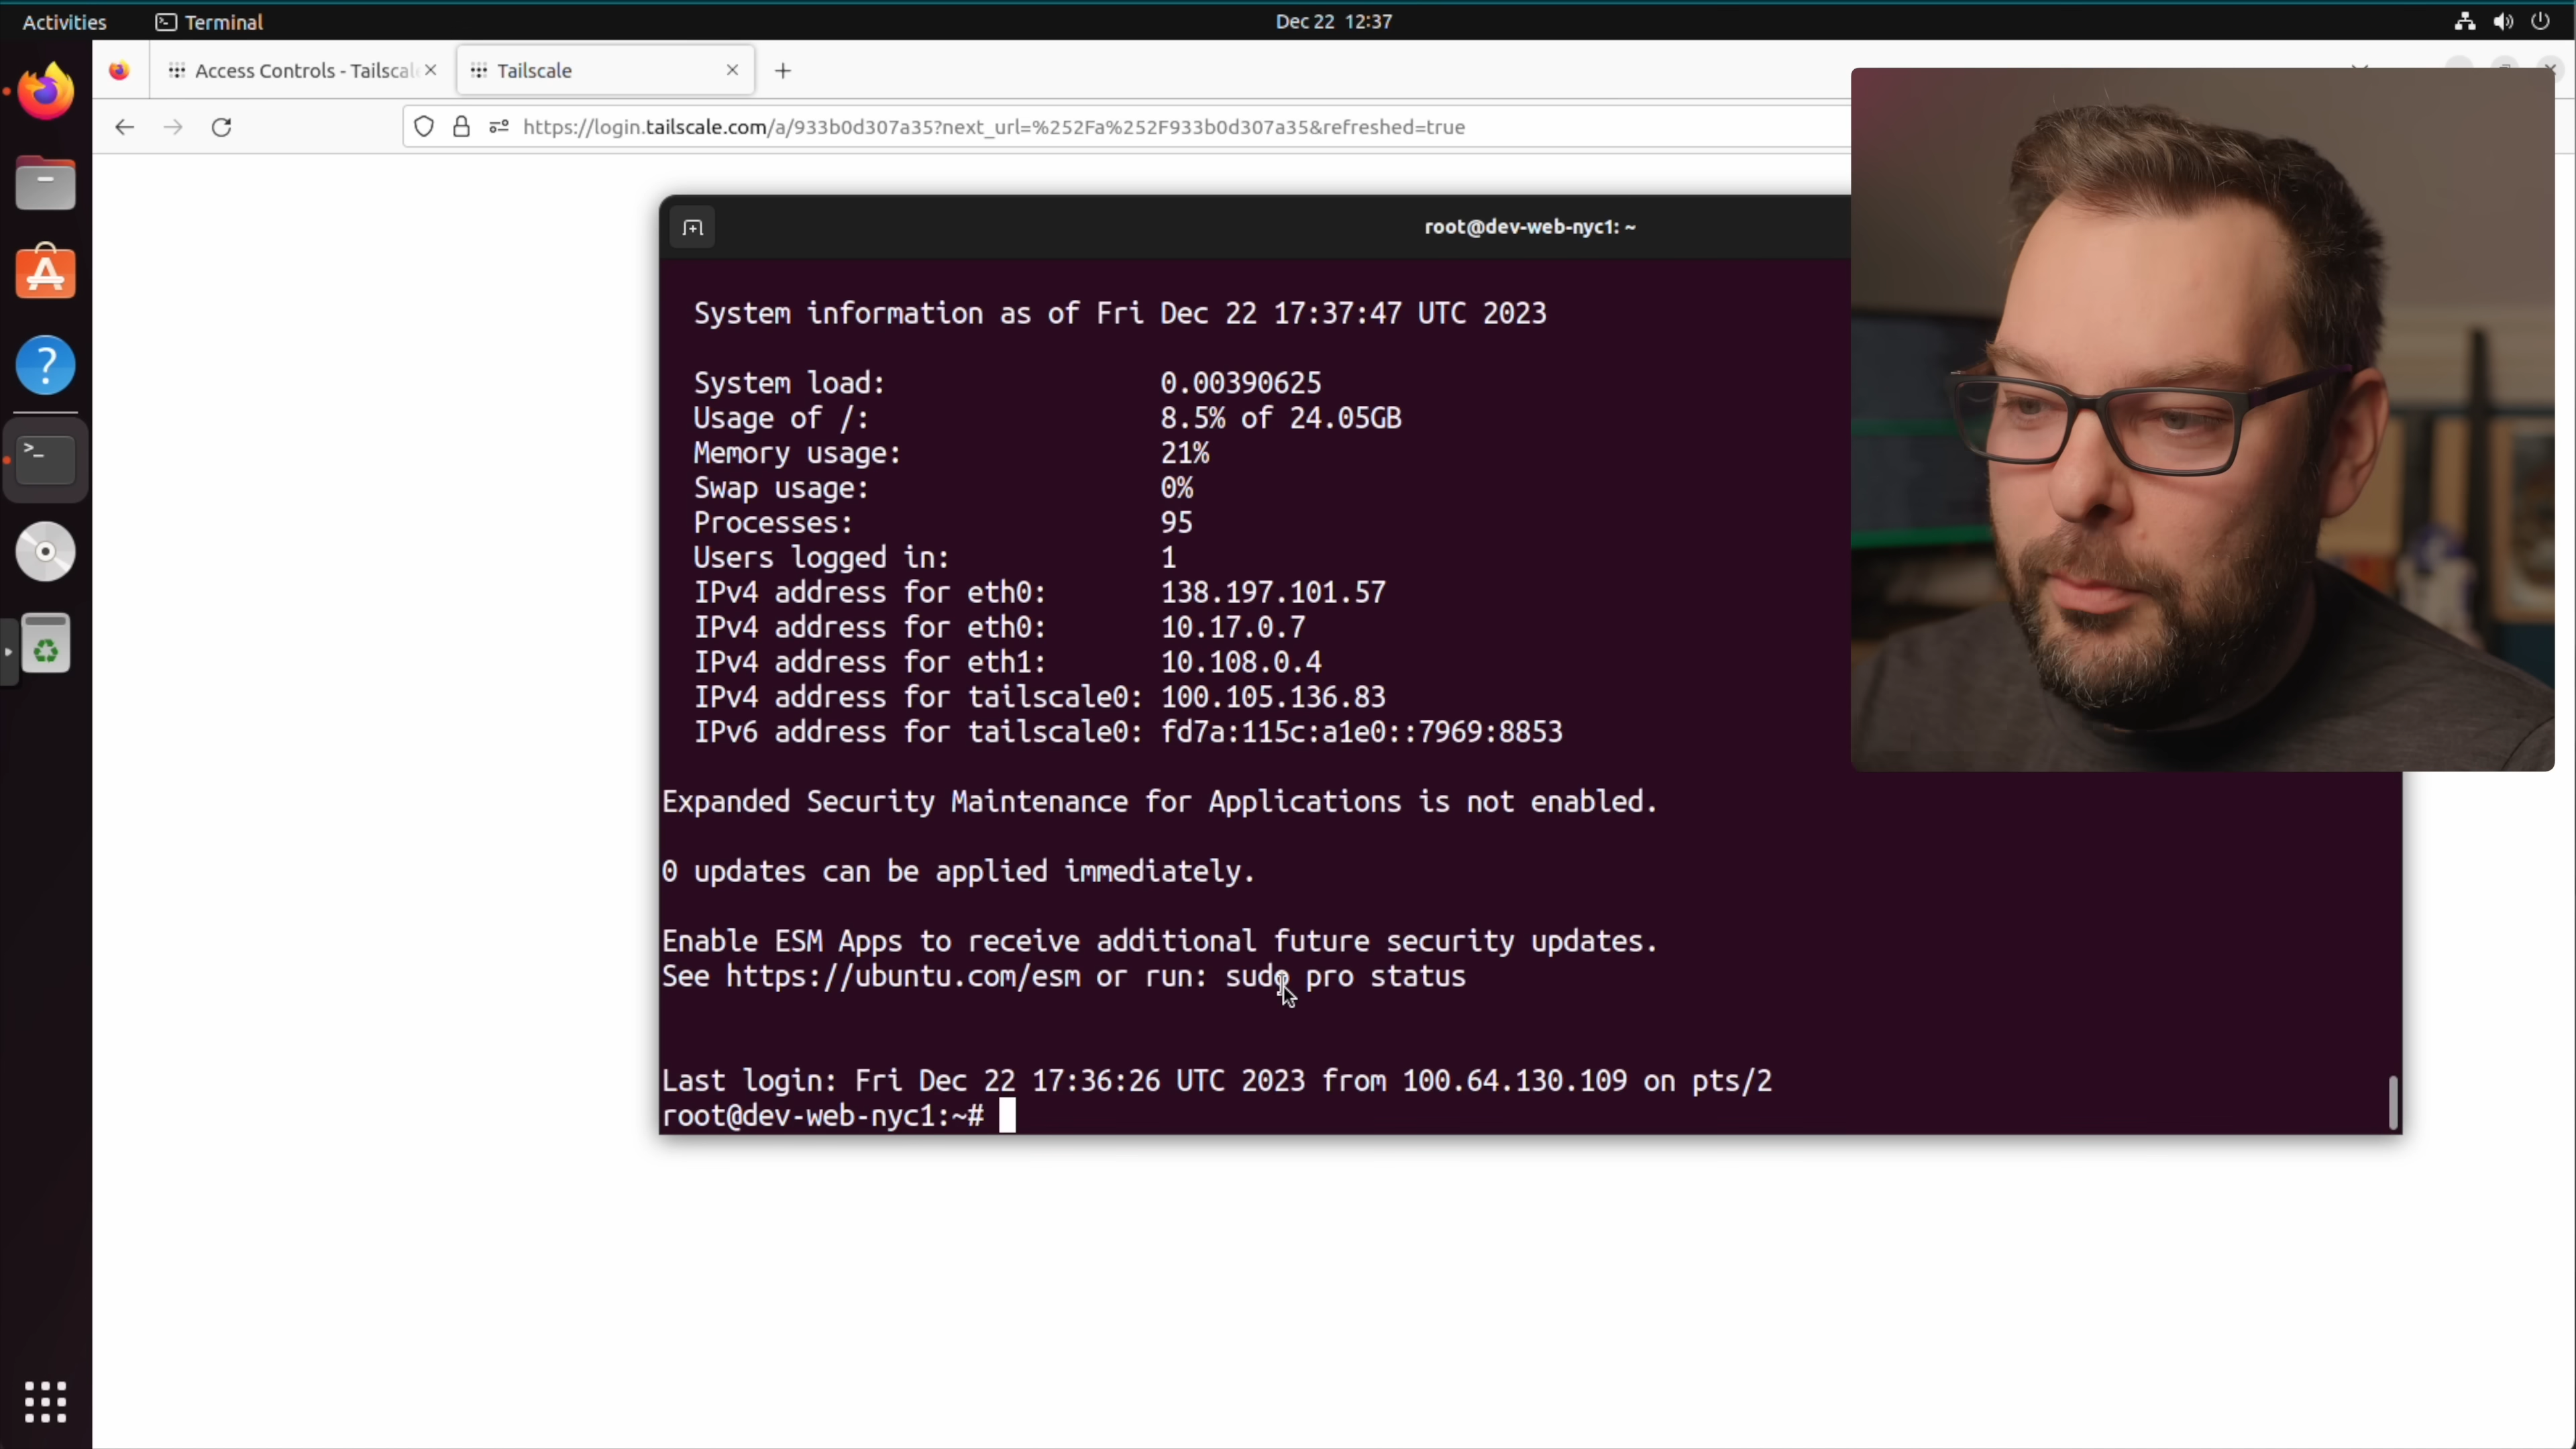 Activities
Terminal
Dec 22 12:37
Access Controls - Tailscal
Tailscale
https://login.tailscale.com/a/933b0d307a35?next_url=%252Fa%252F933b0d307a35&refreshed=true
root@dev-web-nyc1: ~
System information as of Fri Dec 22 17:37:47 UTC 2023
System load: 0.00390625
Usage of /: 8.5% of 24.05GB
Memory usage: 21%
Swap usage: 0%
Processes: 95
Users logged in: 1
IPv4 address for eth0: 138.197.101.57
IPv4 address for eth0: 10.17.0.7
IPv4 address for eth1: 10.108.0.4
IPv4 address for tailscale0: 100.105.136.83
IPv6 address for tailscale0: fd7a:115c:a1e0::7969:8853
Expanded Security Maintenance for Applications is not enabled.
0 updates can be applied immediately.
Enable ESM Apps to receive additional future security updates.
See https://ubuntu.com/esm or run: sudo pro status
Last login: Fri Dec 22 17:36:26 UTC 2023 from 100.64.130.109 on pts/2
root@dev-web-nyc1:~#